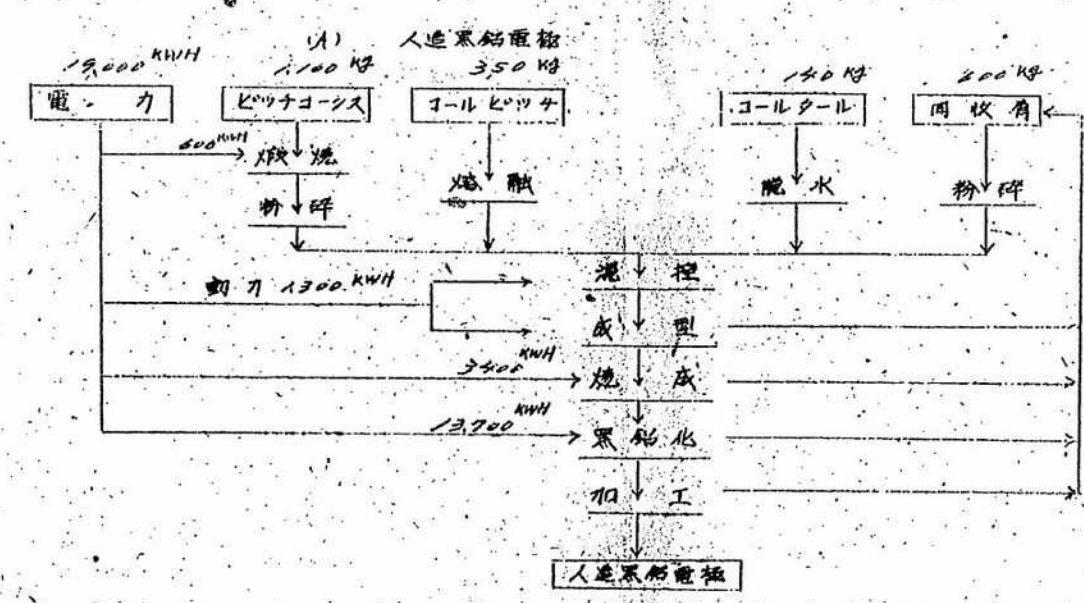 (A) 人造黒鉛電極
19,000 KWH
1,100 KG
350 KG
140 KG
200 KG
電力
ピッチコークス
コールピッチ
コールタール
回収屑
600 KWH
煆焼
熔融
脱水
粉砕
粉砕
混捏
動力 1300 KWH
成型
3400 KWH
焼成
13,700 KWH
黒鉛化
加工
人造黒鉛電極